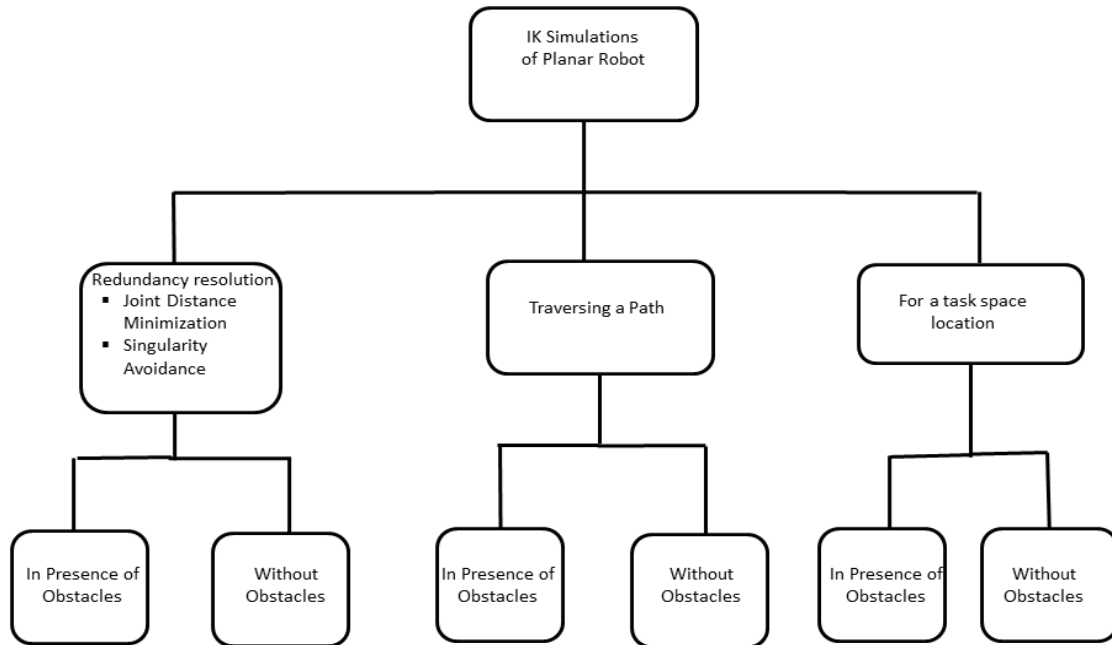 IK Simulations
of Planar Robot
Redundancy resolution
▪ Joint Distance
Minimization
▪ Singularity
Avoidance
Traversing a Path
For a task space
location
In Presence of
Obstacles
Without
Obstacles
In Presence of
Obstacles
Without
Obstacles
In Presence of
Obstacles
Without
Obstacles